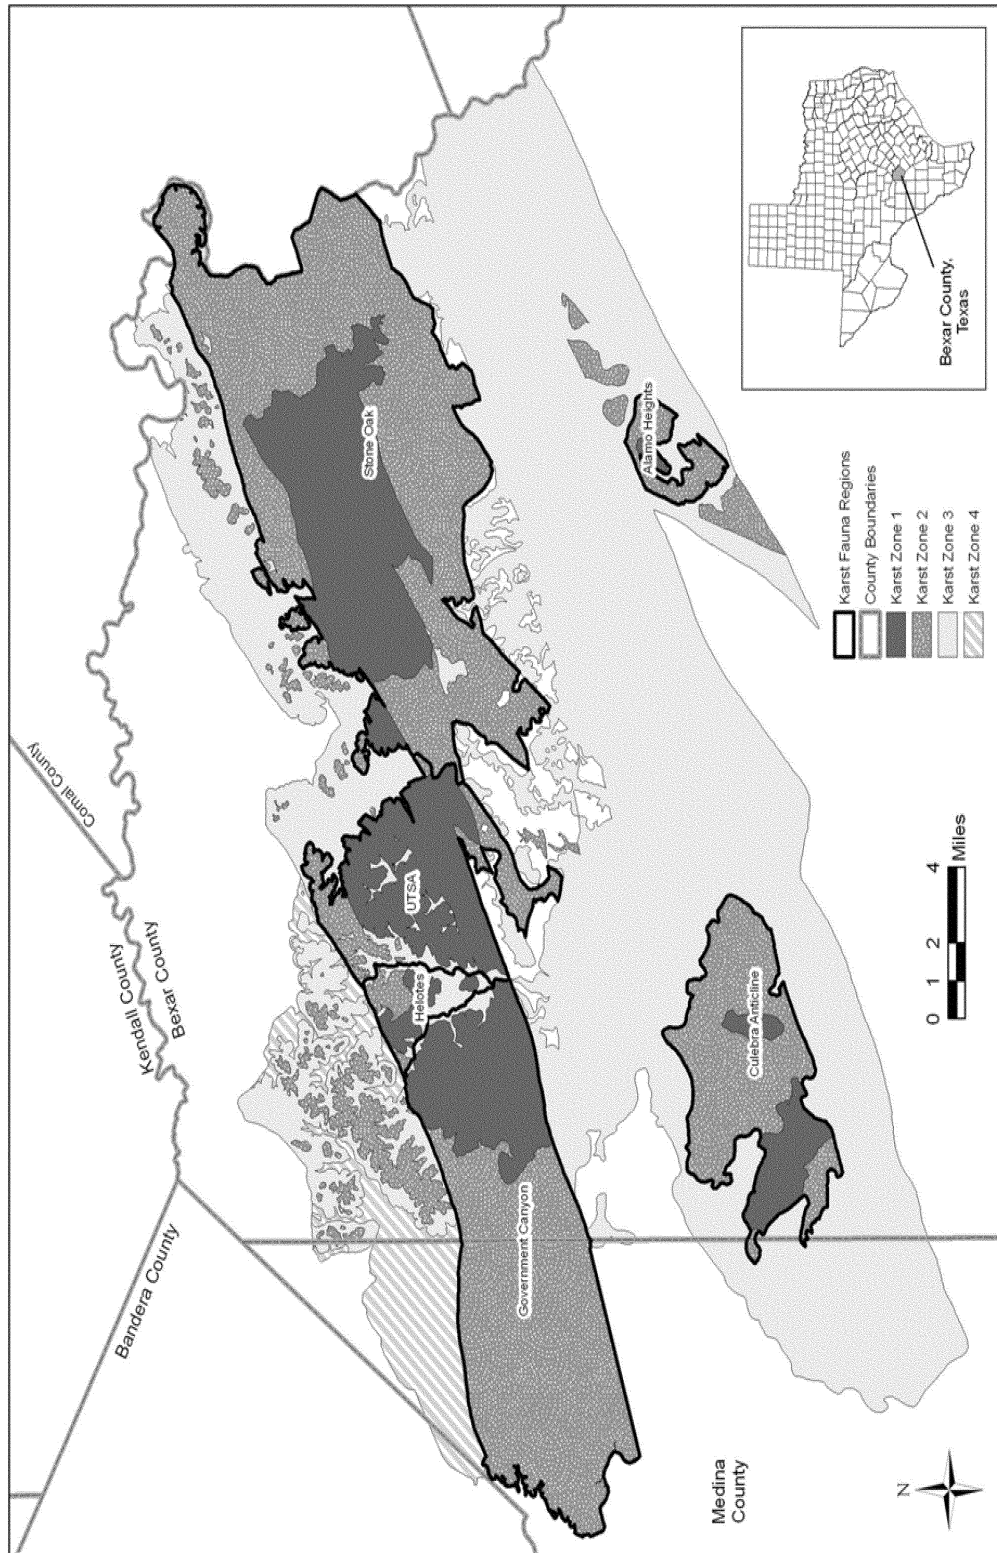 Kendall County
Comal County
Bexar County
Bandera County
Stone Oak
UTSA
Helotes
Government Canyon
Alamo Heights
Culebra Anticline
Medina
County
N
0
1
2
4
Miles
Karst Fauna Regions
County Boundaries
Karst Zone 1
Karst Zone 2
Karst Zone 3
Karst Zone 4
Bexar County,
Texas